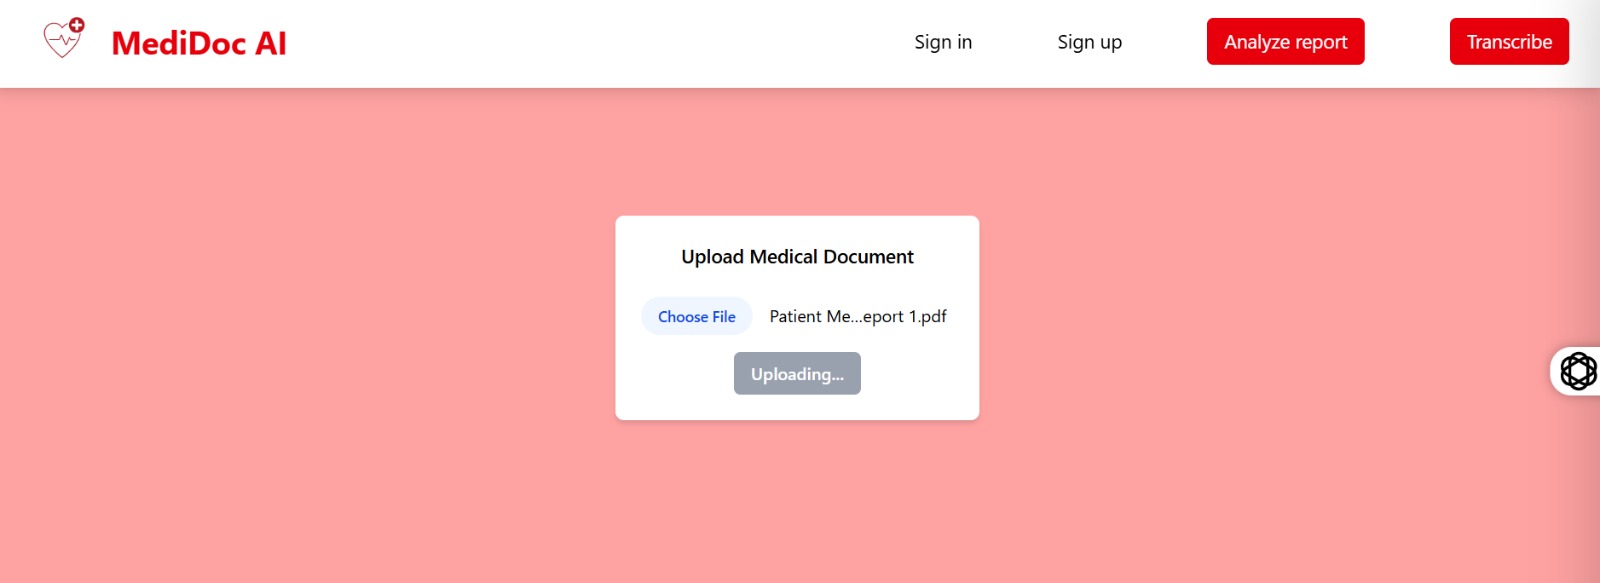 MediDoc AI
Sign in
Sign up
Analyze report
Transcribe
Upload Medical Document
Choose File Patient Me...eport 1.pdf
Uploading...